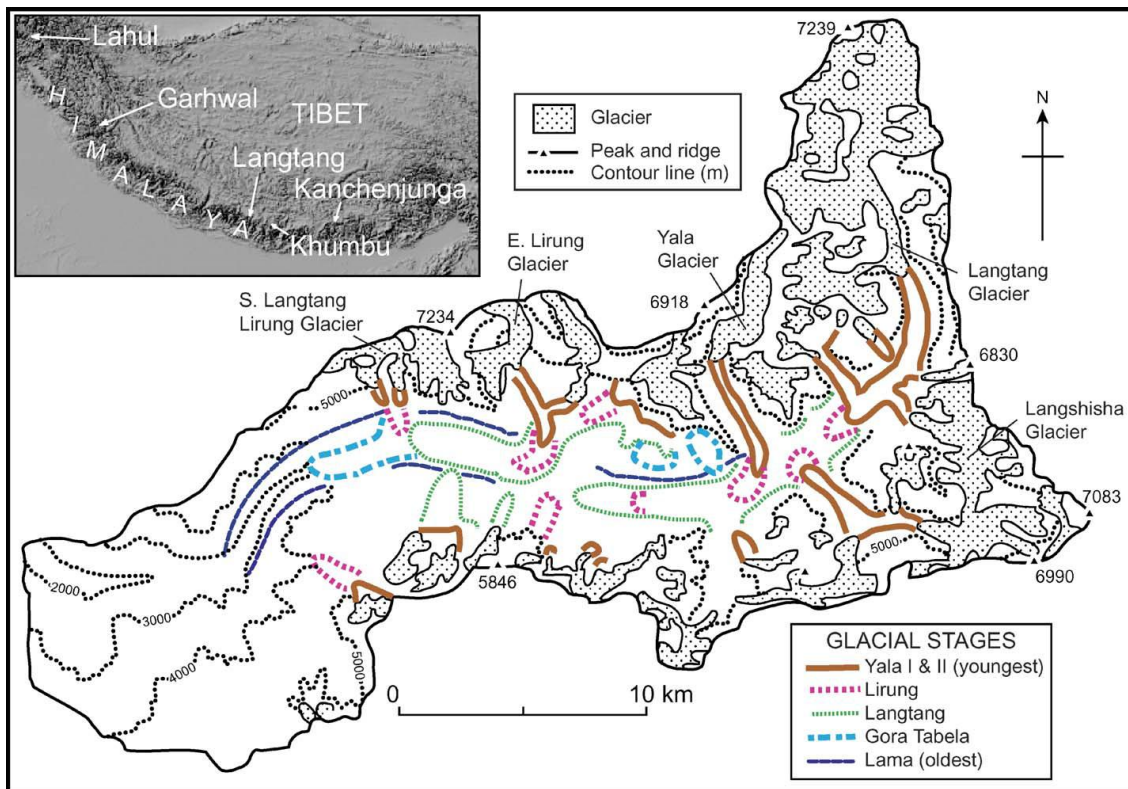 Lahul
HIMALAYA
Garhwal
TIBET
Langtang
Kanchenjunga
Khumbu
Glacier
Peak and ridge
Contour line (m)
N
7239
Yala
Glacier
E. Lirung
Glacier
S. Langtang
Lirung Glacier
7234
6918
Langtang
Glacier
6830
Langshisha
Glacier
7083
6990
5000
5000
5846
2000
3000
4000
5000
0 10 km
GLACIAL STAGES
Yala I & II (youngest)
Lirung
Langtang
Gora Tabela
Lama (oldest)